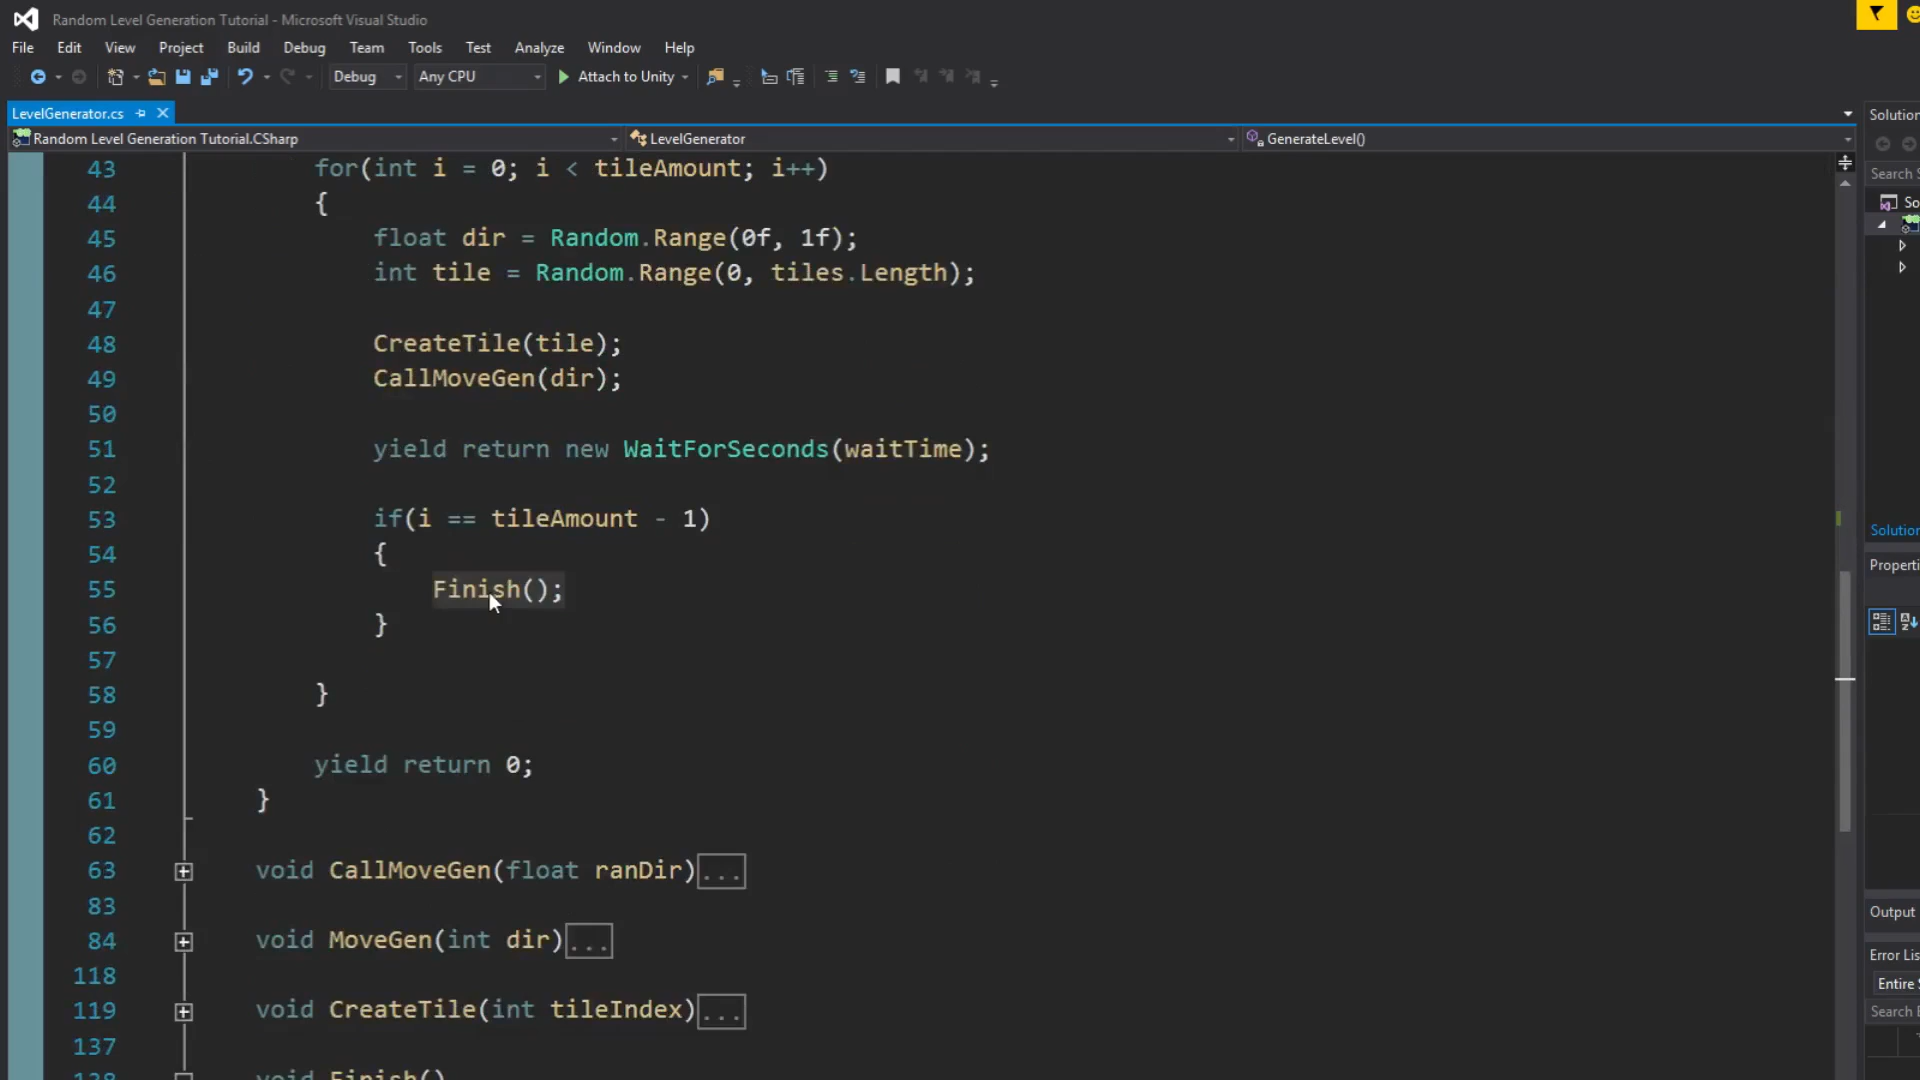 Random Level Generation Tutorial - Microsoft Visual Studio
File Edit View Project Build Debug Team Tools Test Analyze Window Help
Debug Any CPU Attach to Unity
LevelGenerator.cs
Solution
Random Level Generation Tutorial.CSharp LevelGenerator GenerateLevel()
43 for(int i = 0; i < tileAmount; i++)
Search S
44 {
So
45 float dir = Random.Range(0f, 1f);
46 int tile = Random.Range(0, tiles.Length);
47
48 CreateTile(tile);
49 CallMoveGen(dir);
50
51 yield return new WaitForSeconds(waitTime);
52
53 if(i == tileAmount - 1)
Solution
54 {
Properti
55 Finish();
56 }
57
58 }
59
60 yield return 0;
61 }
62
63 void CallMoveGen(float ranDir)...
83
Output
84 void MoveGen(int dir)...
Error Lis
118
Entire S
119 void CreateTile(int tileIndex)...
Search E
137
138 void Finish()